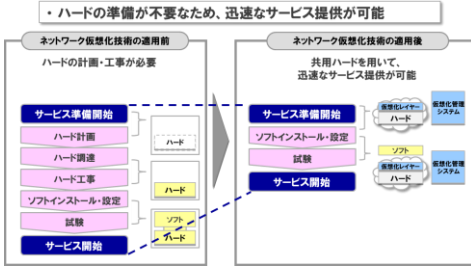 ・ハードの準備が不要なため、迅速なサービス提供が可能
ネットワーク仮想化技術の適用前
ハードの計画・工事が必要
サービス準備開始
ハード計画
ハード調達
ハード工事
ソフトインストール・設定
試験
サービス開始
ハード
ハード
ソフト
ハード
ネットワーク仮想化技術の適用後
共用ハードを用いて、
迅速なサービス提供が可能
サービス準備開始
ソフトインストール・設定
試験
サービス開始
仮想化レイヤー
ハード
仮想化管理
システム
ソフト
仮想化レイヤー
ハード
仮想化管理
システム